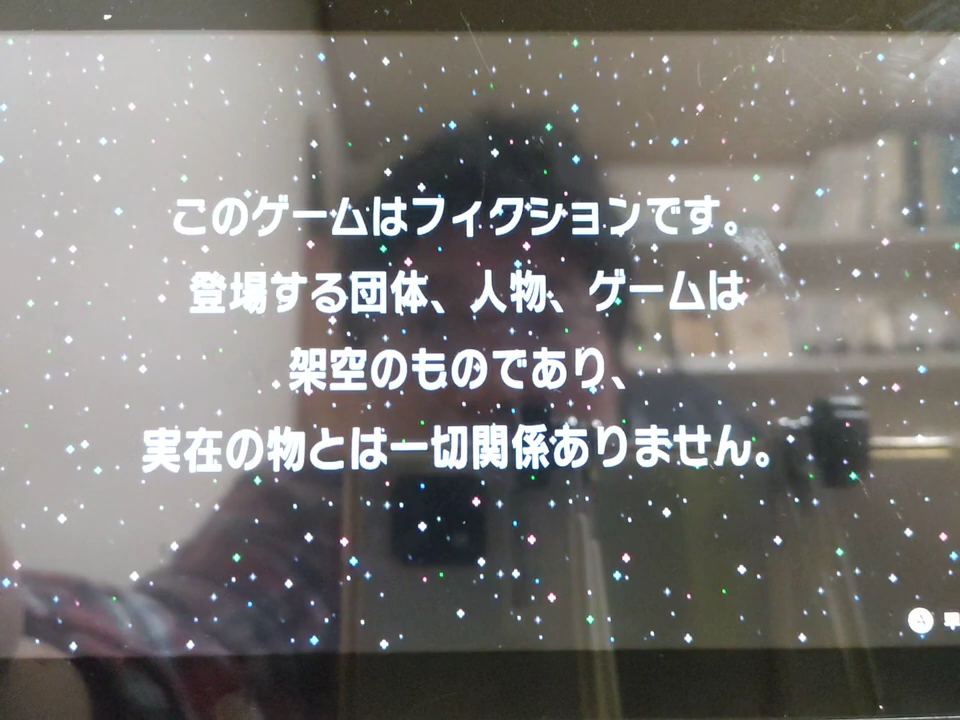 このゲームはフィクションです。
登場する団体、人物、ゲームは
架空のものであり、
実在の物とは一切関係ありません。